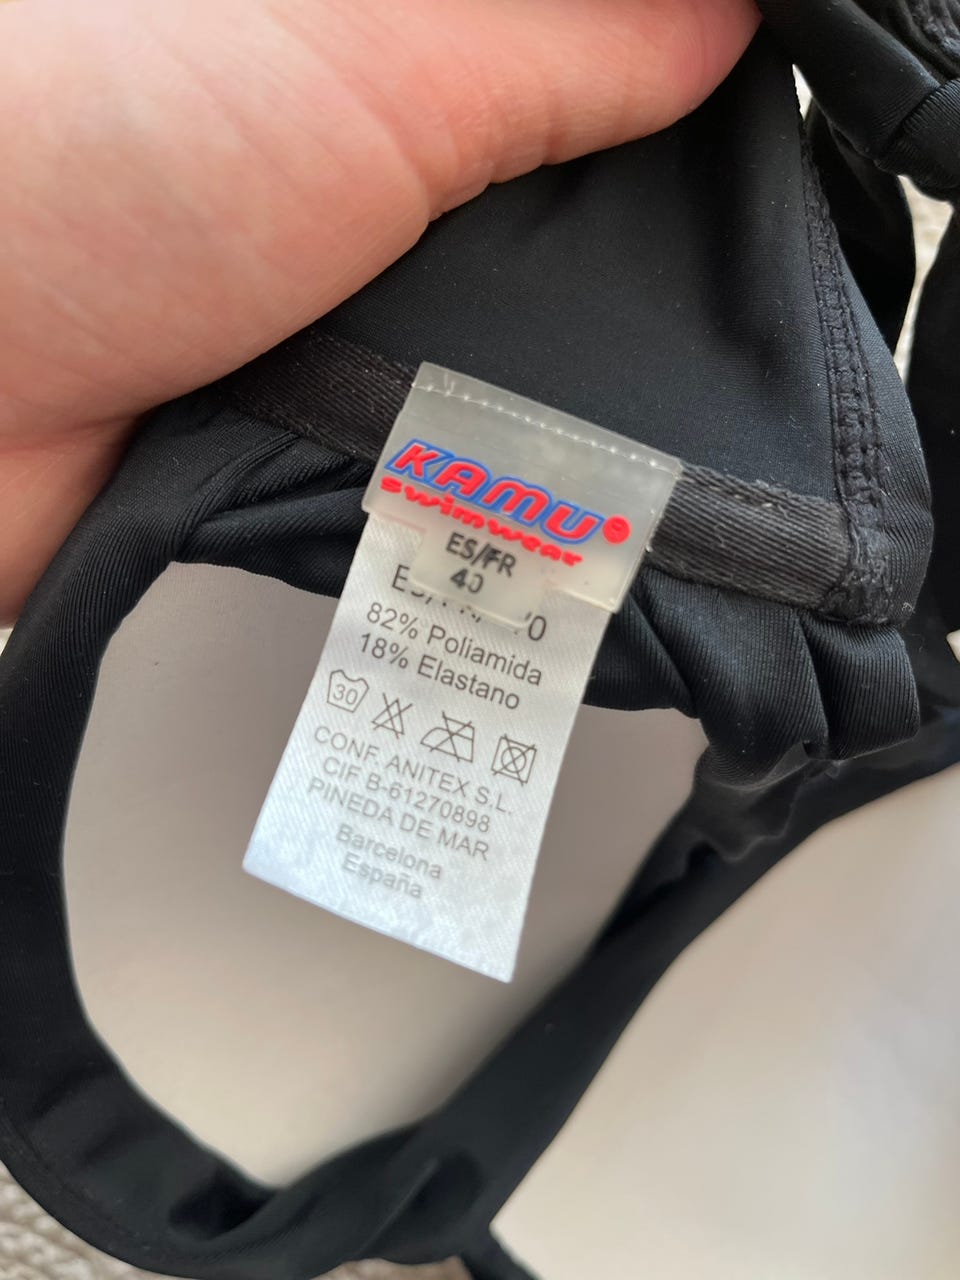 KAMU®
swimwear
ES/FR
40
82% Poliamida
18% Elastano
30
CONF. ANITEX S.L.
CIF B-61270898
PINEDA DE MAR
Barcelona
España